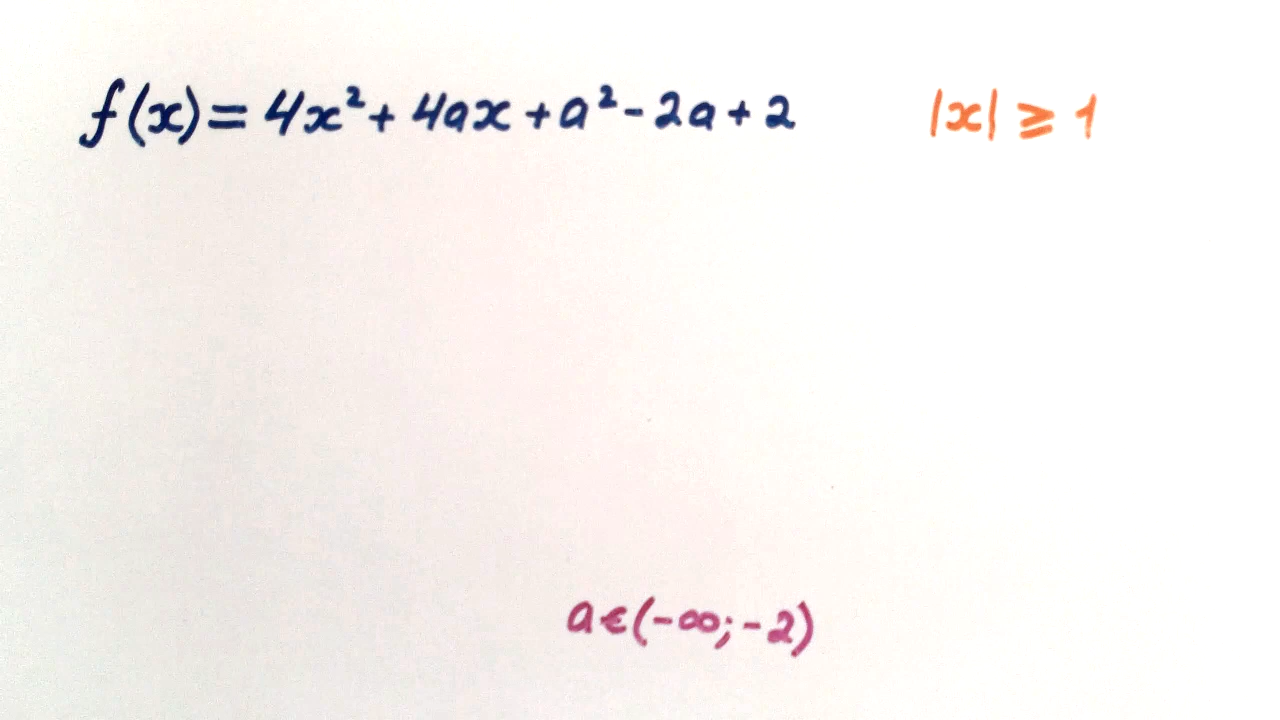 f(x) = 4x² + 4ax + a² - 2a + 2 |x| ≥ 1
a ∈ (-∞; -2)